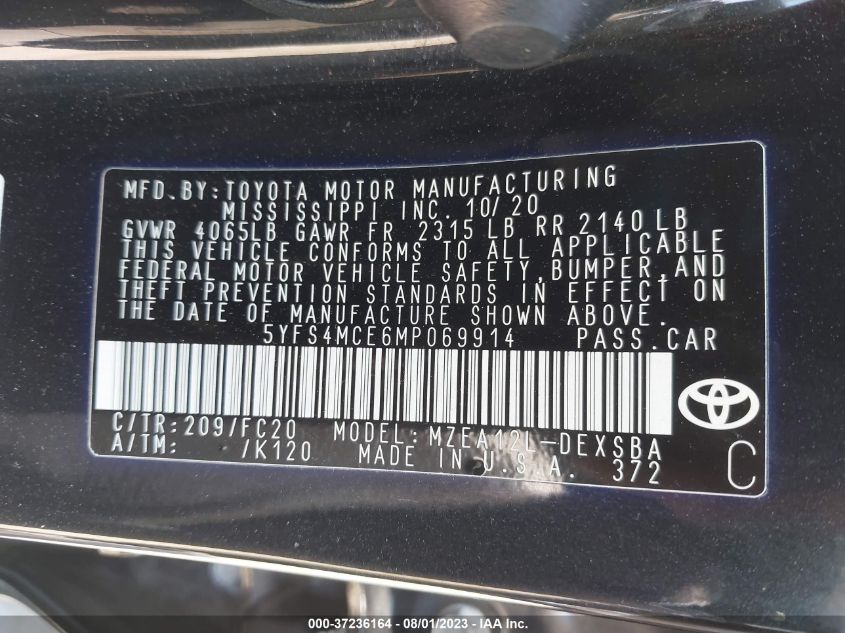 MFD.BY:TOYOTA MOTOR MANUFACTURING
MISSISSIPPI INC. 10/20
GVWR 4065LB GAWR FR 2315 LB RR 2140 LB
THIS VEHICLE CONFORMS TO ALL APPLICABLE
FEDERAL MOTOR VEHICLE SAFETY,BUMPER,AND
THEFT PREVENTION STANDARDS IN EFFECT ON
THE DATE OF MANUFACTURE SHOWN ABOVE.
5YFS4MCE6MP069914 PASS.CAR
C/TR:209/FC20 MODEL:MZEA12L-DEXSBA
A/TM: /K120 MADE IN U.S.A. 372
C
000-37236164 - 08/01/2023 - IAA Inc.